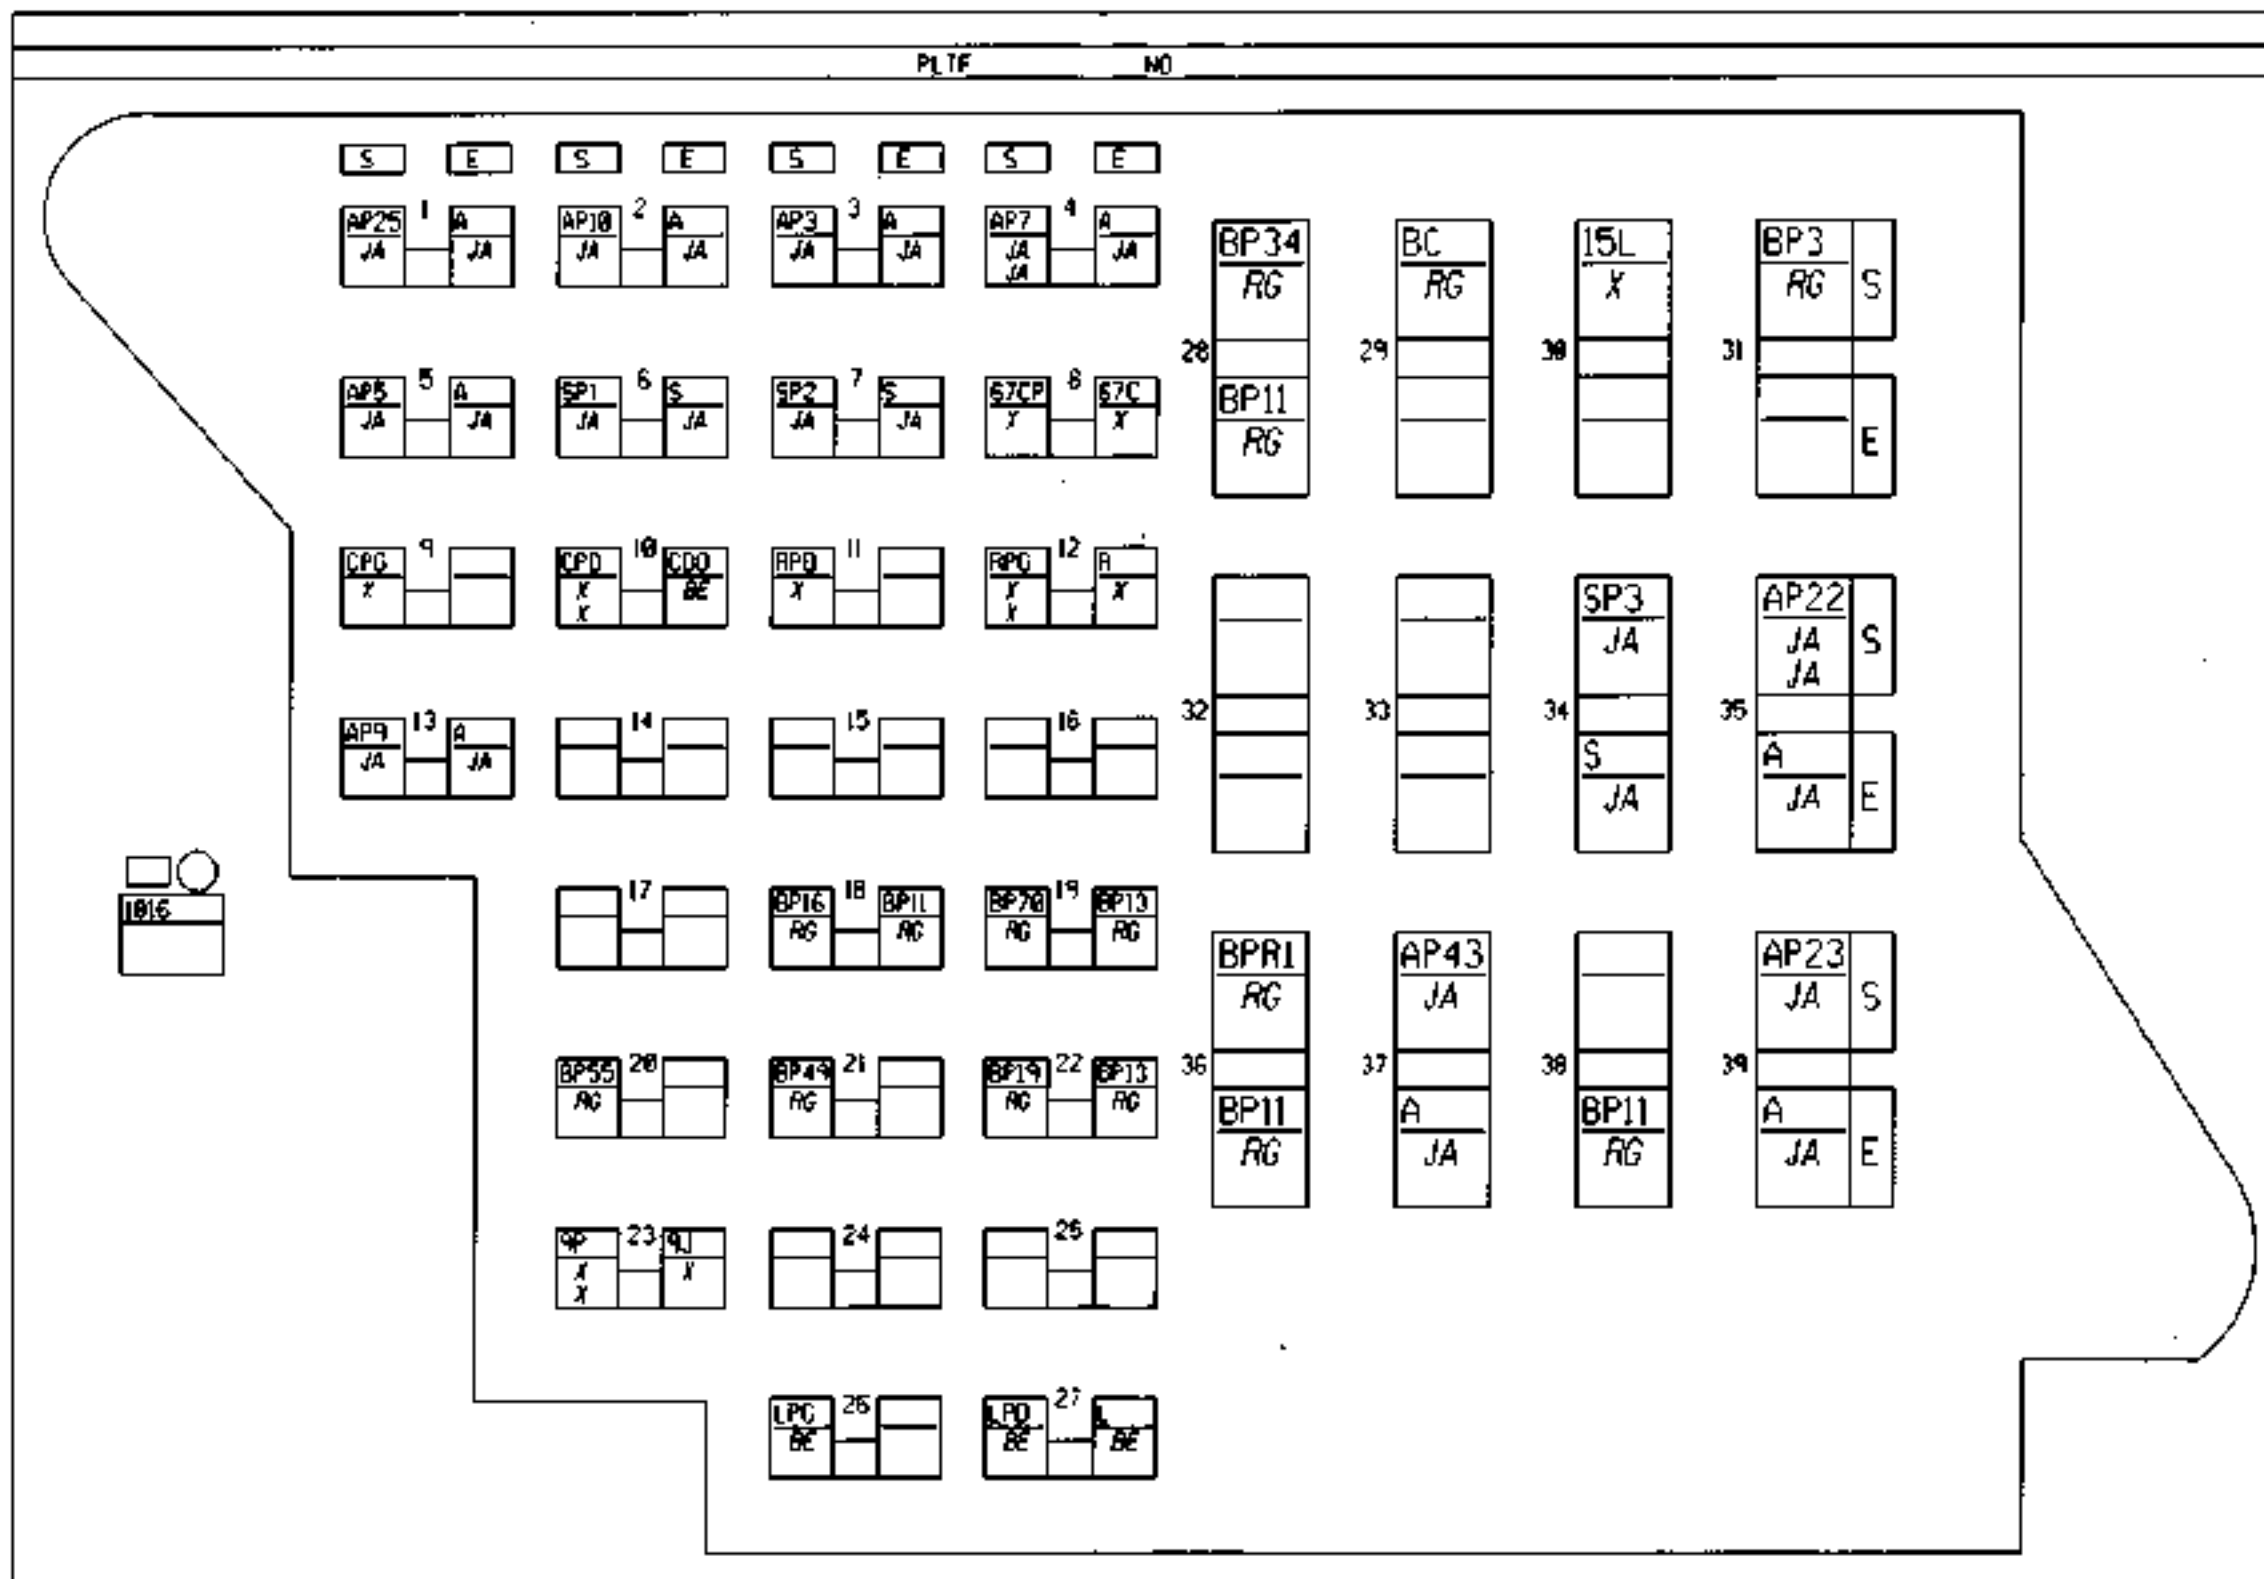 PLTF NO
S E S E S E S E
1 2 3 4
AP25 A AP10 A AP3 A AP7 A
JA JA JA JA JA JA JA JA
JA
BP34 BC 15L BP3
RG RG X RG S
28 29 30 31
5 6 7 8
AP5 A SP1 S SP2 S 67CP 67C
JA JA JA JA JA JA X X
BP11
RG E
9 10 11 12
CPG CPD CDO RPD RPG R
X X BE X X X
X X
SP3 AP22
JA JA S
JA
32 33 34 35
13 14 15 16
AP9 A
JA JA
S A
JA JA E
1016
17 18 19
BP16 BP11 BP70 BP13
RG RG RG RG
BPR1 AP43 AP23
RG JA JA S
36 37 38 39
20 21 22
BP55 BP49 BP19 BP13
RG RG RG RG
BP11 A BP11 A
RG JA RG JA E
23 24 25
9P 9J
X X
X
26 27
LPG LPD L
BE BE BE